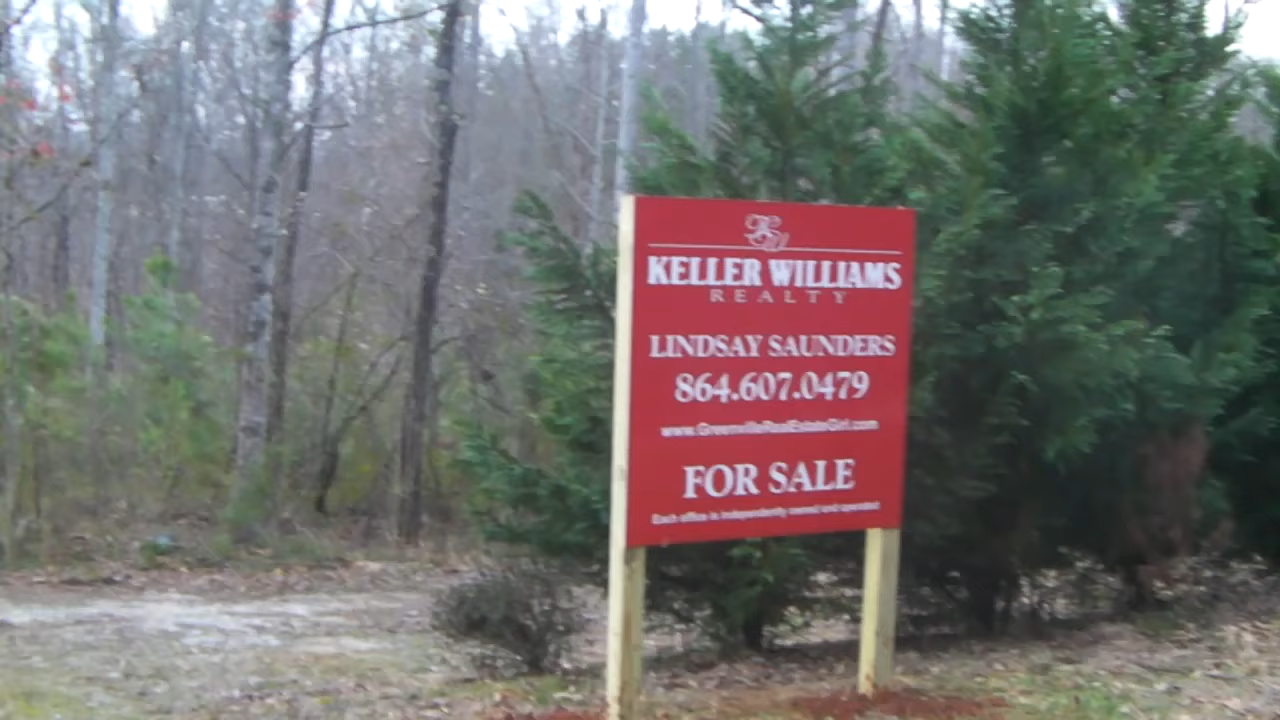 KW
KELLER WILLIAMS
REALTY
LINDSAY SAUNDERS
864.607.0479
www.GreenvilleRealEstateGirl.com
FOR SALE
Each office is independently owned and operated